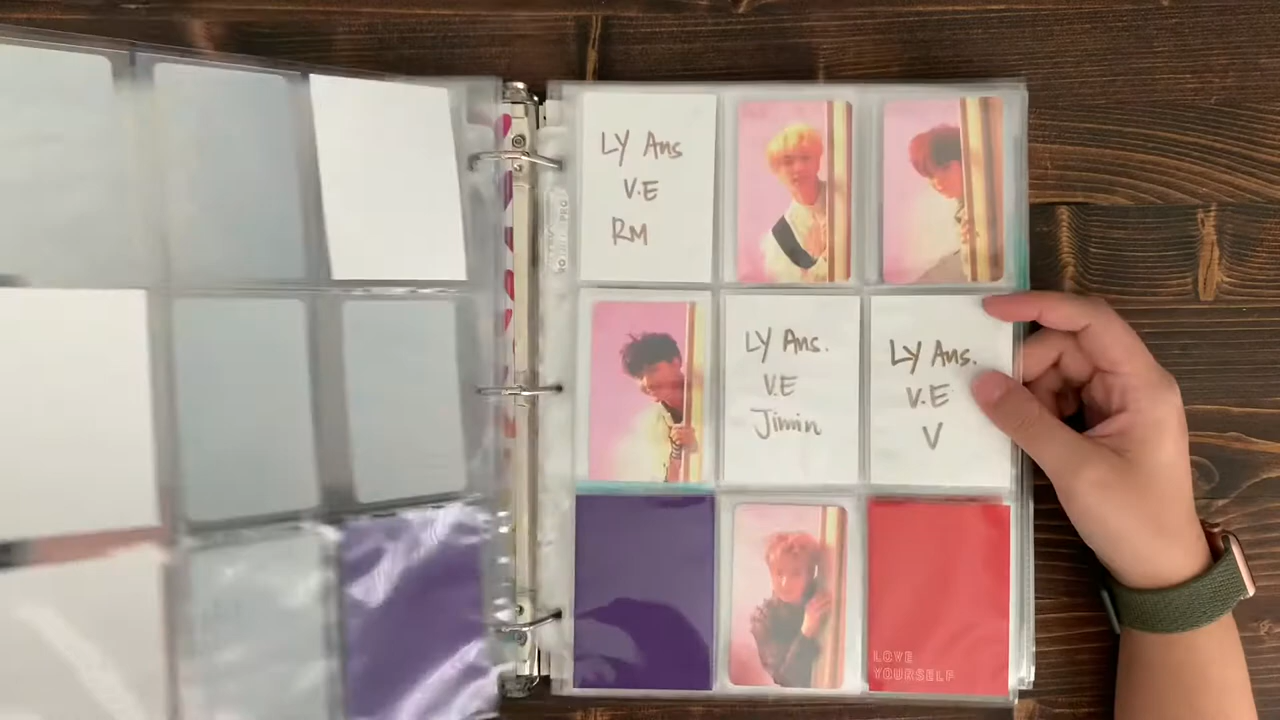 LY Ans
V.E
RM
LY Ans.
V.E
Jimin
LY Ans.
V.E
V
LOVE
YOURSELF